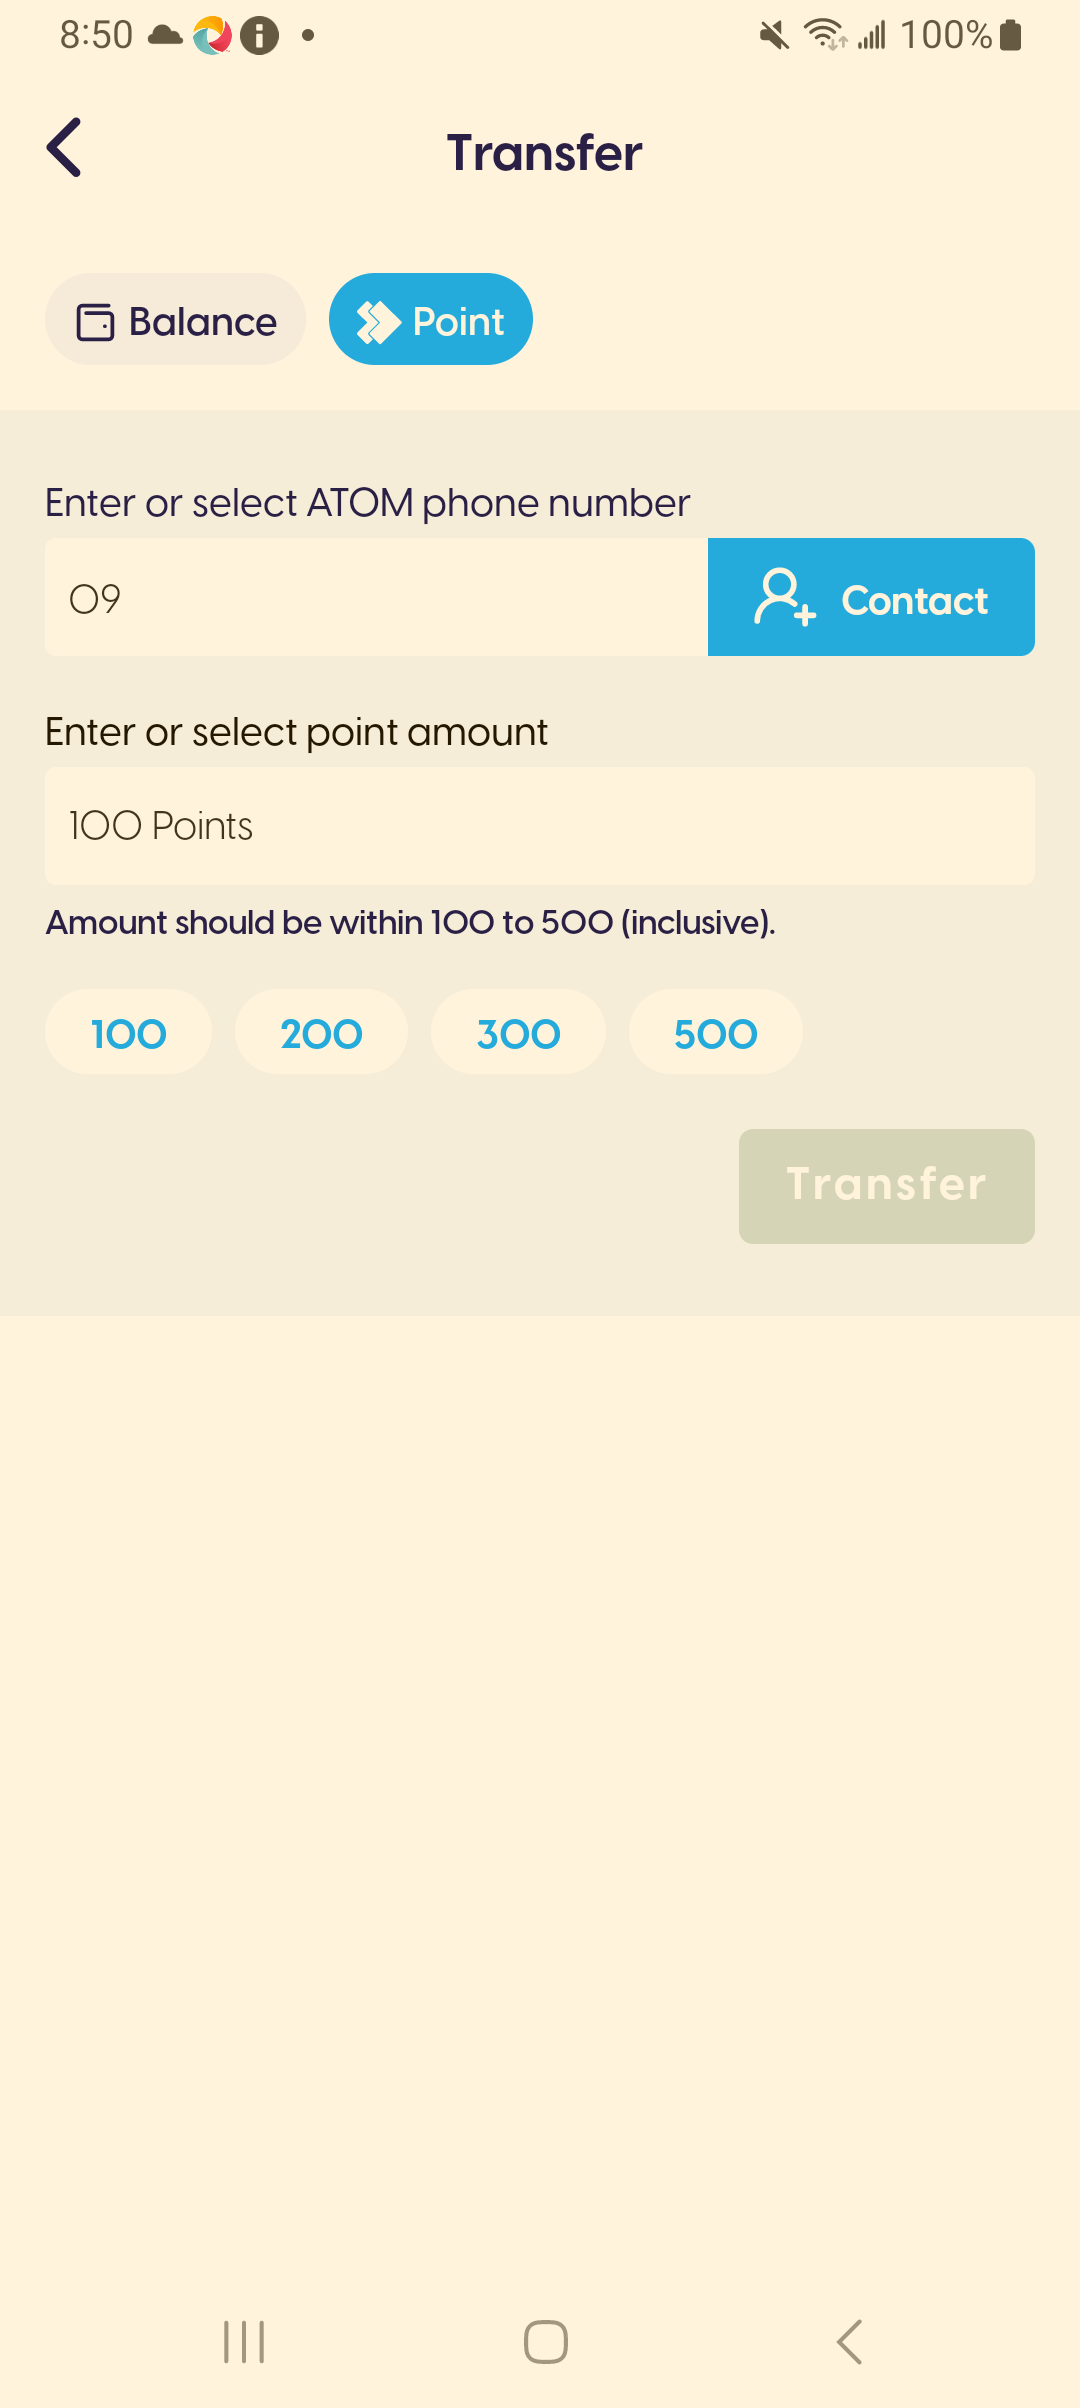 8:50
100%
Transfer
Balance
Point
Enter or select ATOM phone number
09
Contact
Enter or select point amount
100 Points
Amount should be within 100 to 500 (inclusive).
100
200
300
500
Transfer